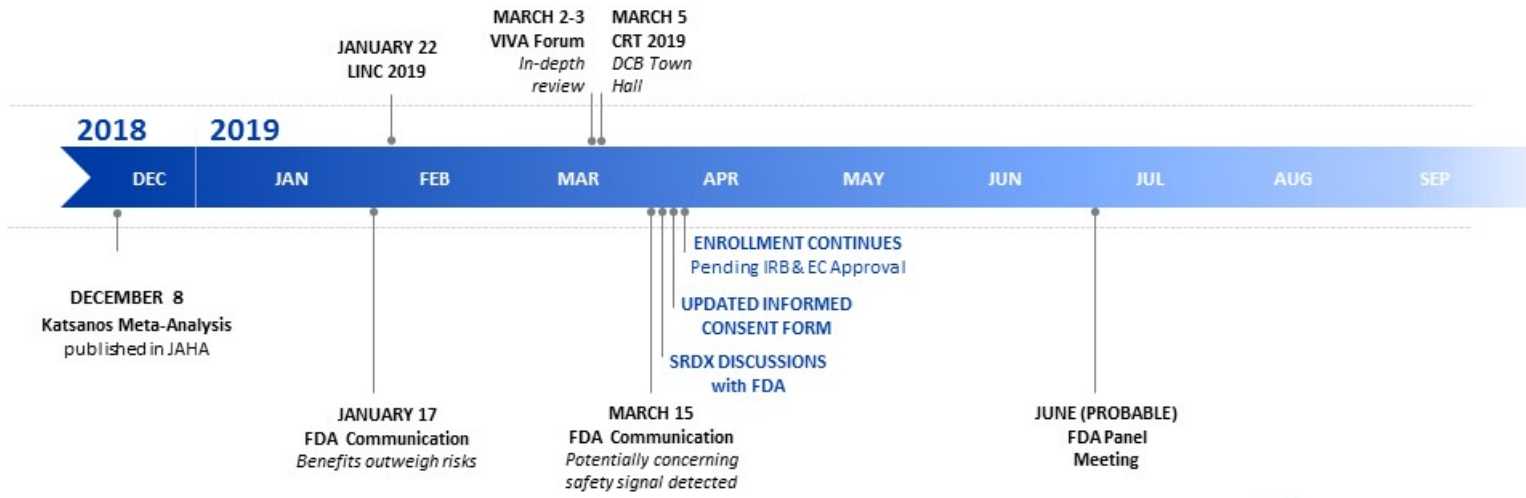 JANUARY 22
LINC 2019
MARCH 2-3
VIVA Forum
In-depth
review
MARCH 5
CRT 2019
DCB Town
Hall
2018
2019
DEC
JAN
FEB
MAR
APR
MAY
JUN
JUL
AUG
SEP
DECEMBER 8
Katsanos Meta-Analysis
published in JAHA
JANUARY 17
FDA Communication
Benefits outweigh risks
ENROLLMENT CONTINUES
Pending IRB & EC Approval
UPDATED INFORMED
CONSENT FORM
SRDX DISCUSSIONS
with FDA
MARCH 15
FDA Communication
Potentially concerning
safety signal detected
JUNE (PROBABLE)
FDA Panel
Meeting